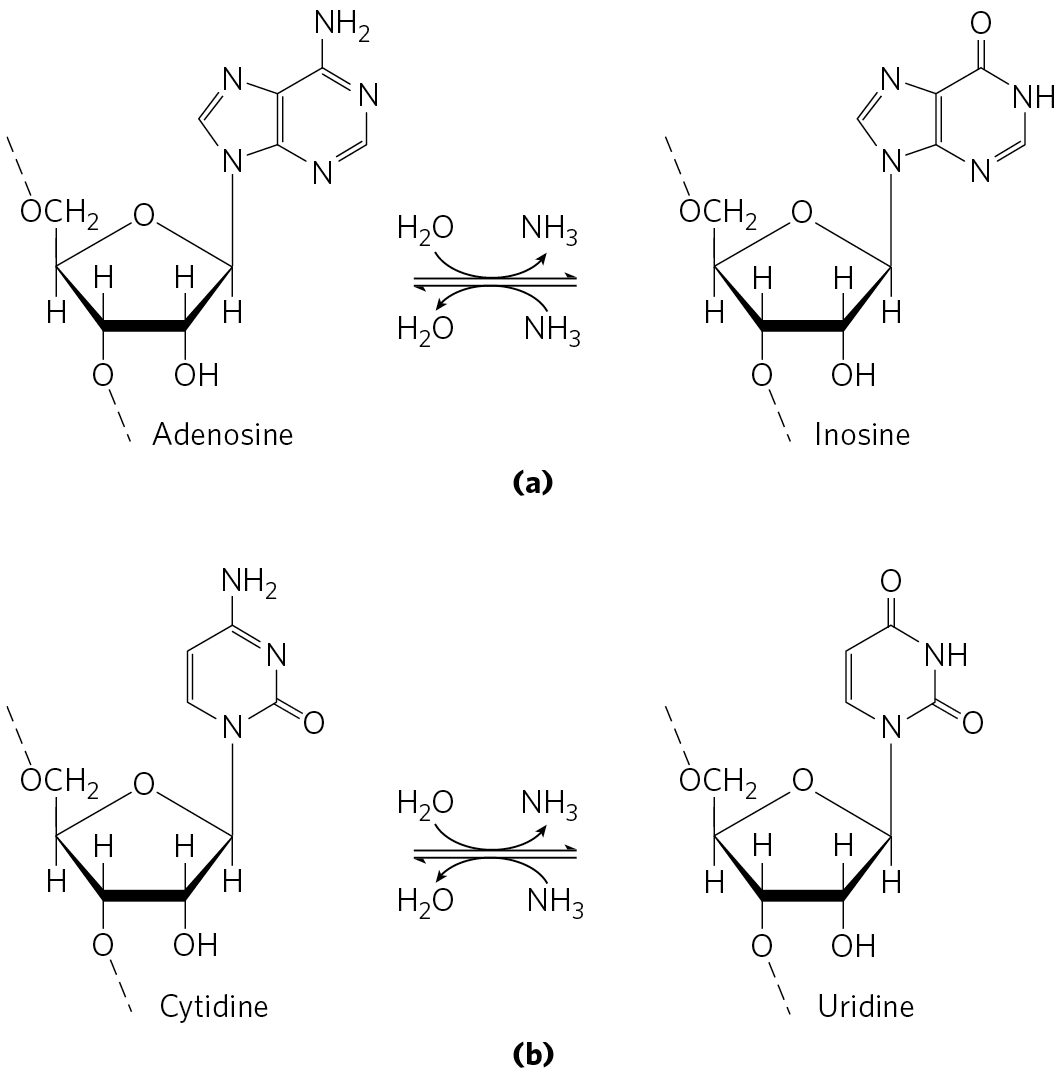 NH₂ O
N N N NH
N N N N
OCH₂ O OCH₂ O
H₂O NH₃
H H H H
H H H H
H₂O NH₃
O OH O OH
Adenosine Inosine
(a)
NH₂ O
N NH
N O N O
OCH₂ O OCH₂ O
H₂O NH₃
H H H H
H H H H
H₂O NH₃
O OH O OH
Cytidine Uridine
(b)